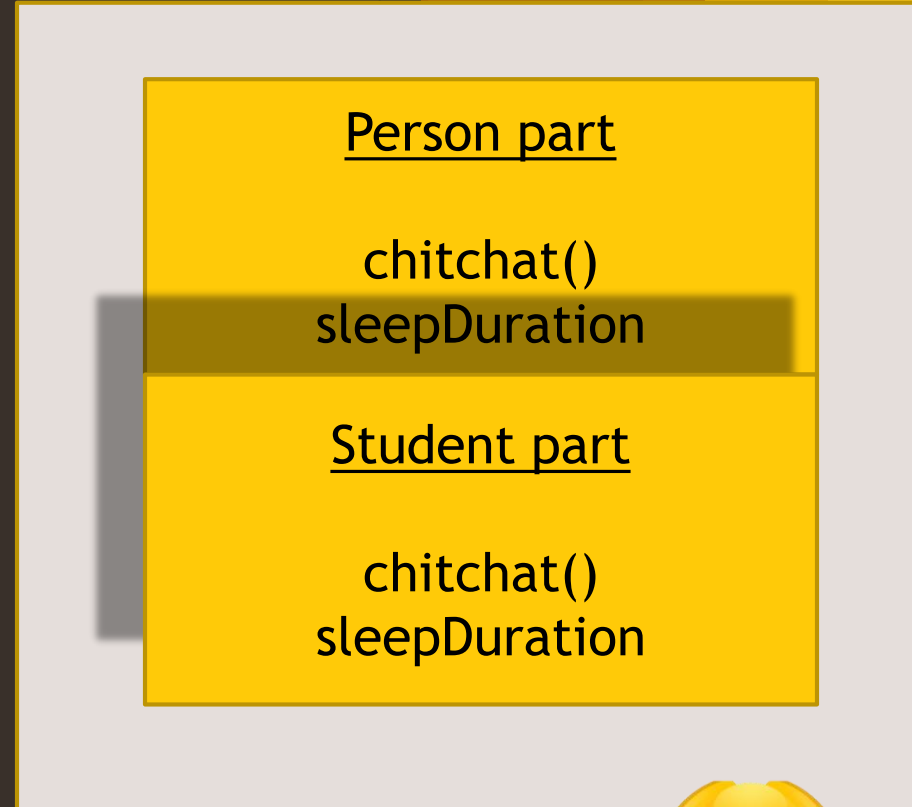 Person part
chitchat()
sleepDuration
Student part
chitchat()
sleepDuration